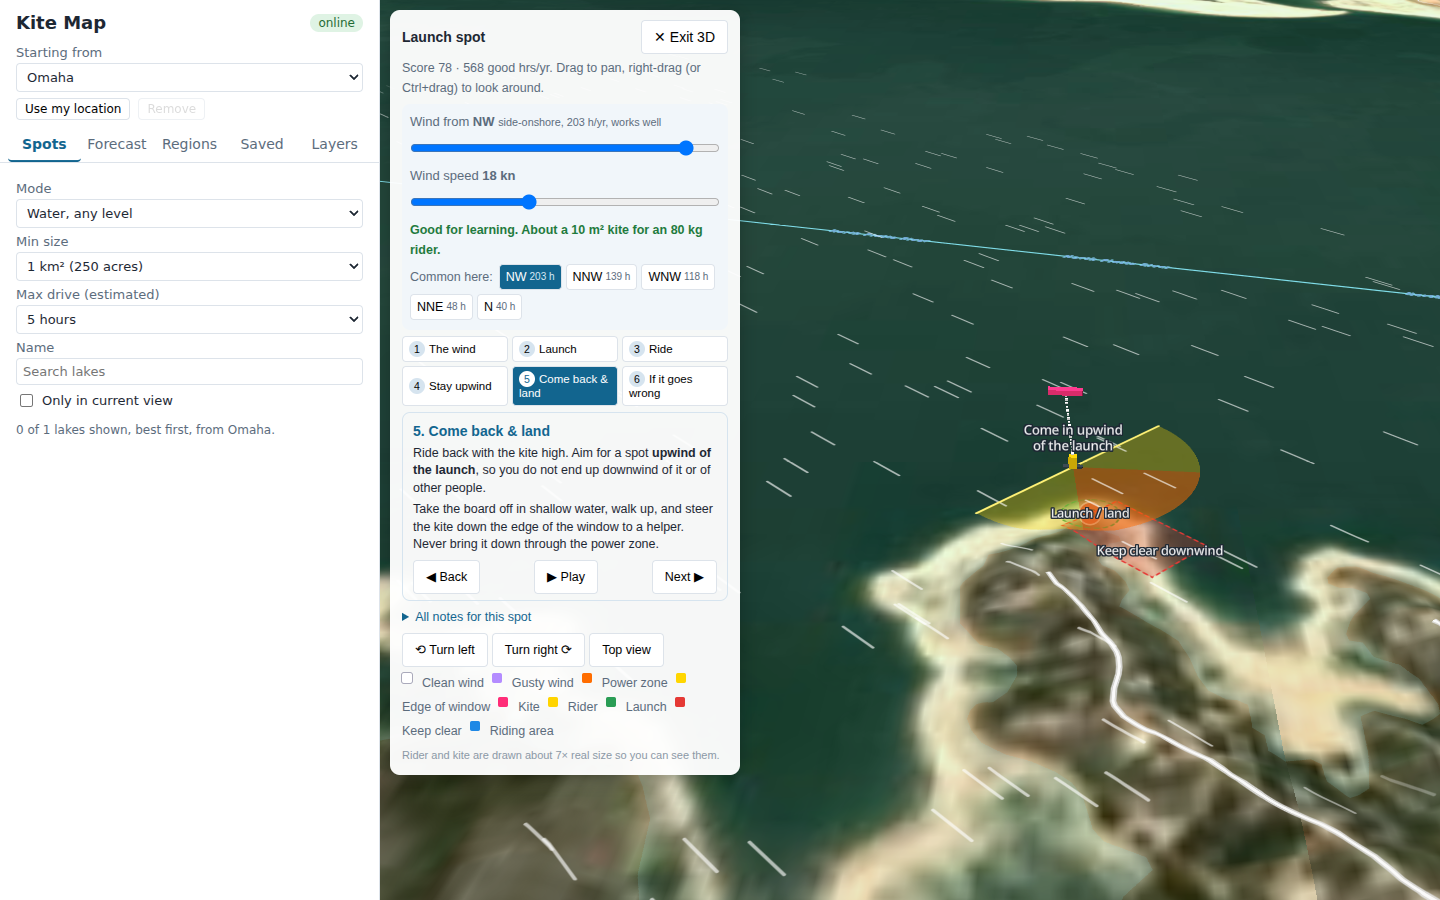 Kite Map
online
Starting from
Omaha
Use my location
Remove
Spots
Forecast
Regions
Saved
Layers
Mode
Water, any level
Min size
1 km² (250 acres)
Max drive (estimated)
5 hours
Name
Search lakes
Only in current view
0 of 1 lakes shown, best first, from Omaha.
Launch spot
✕ Exit 3D
Score 78 · 568 good hrs/yr. Drag to pan, right-drag (or
Ctrl+drag) to look around.
Wind from NW side-onshore, 203 h/yr, works well
Wind speed 18 kn
Good for learning. About a 10 m² kite for an 80 kg
rider.
Common here: NW 203 h NNW 139 h WNW 118 h
NNE 48 h N 40 h
1 The wind
2 Launch
3 Ride
4 Stay upwind
5 Come back &
land
6 If it goes
wrong
5. Come back & land
Ride back with the kite high. Aim for a spot upwind of
the launch, so you do not end up downwind of it or of
other people.
Take the board off in shallow water, walk up, and steer
the kite down the edge of the window to a helper.
Never bring it down through the power zone.
◀ Back
▶ Play
Next ▶
▶ All notes for this spot
⟲ Turn left
Turn right ⟳
Top view
Clean wind Gusty wind Power zone
Edge of window Kite Rider Launch
Keep clear Riding area
Rider and kite are drawn about 7× real size so you can see them.
Come in upwind
of the launch
Launch / land
Keep clear downwind